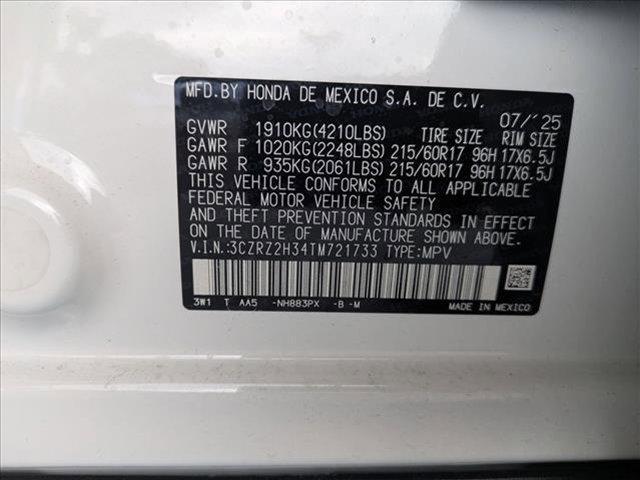 MFD. BY HONDA DE MEXICO S.A. DE C.V.
07/'25
GVWR 1910KG(4210LBS) TIRE SIZE RIM SIZE
GAWR F 1020KG(2248LBS) 215/60R17 96H 17X6.5J
GAWR R 935KG(2061LBS) 215/60R17 96H 17X6.5J
THIS VEHICLE CONFORMS TO ALL APPLICABLE
FEDERAL MOTOR VEHICLE SAFETY
AND THEFT PREVENTION STANDARDS IN EFFECT
ON THE DATE OF MANUFACTURE SHOWN ABOVE.
V.I.N.:3CZRZ2H34TM721733 TYPE:MPV
3W1 T AA5 -NH883PX -B-M MADE IN MEXICO